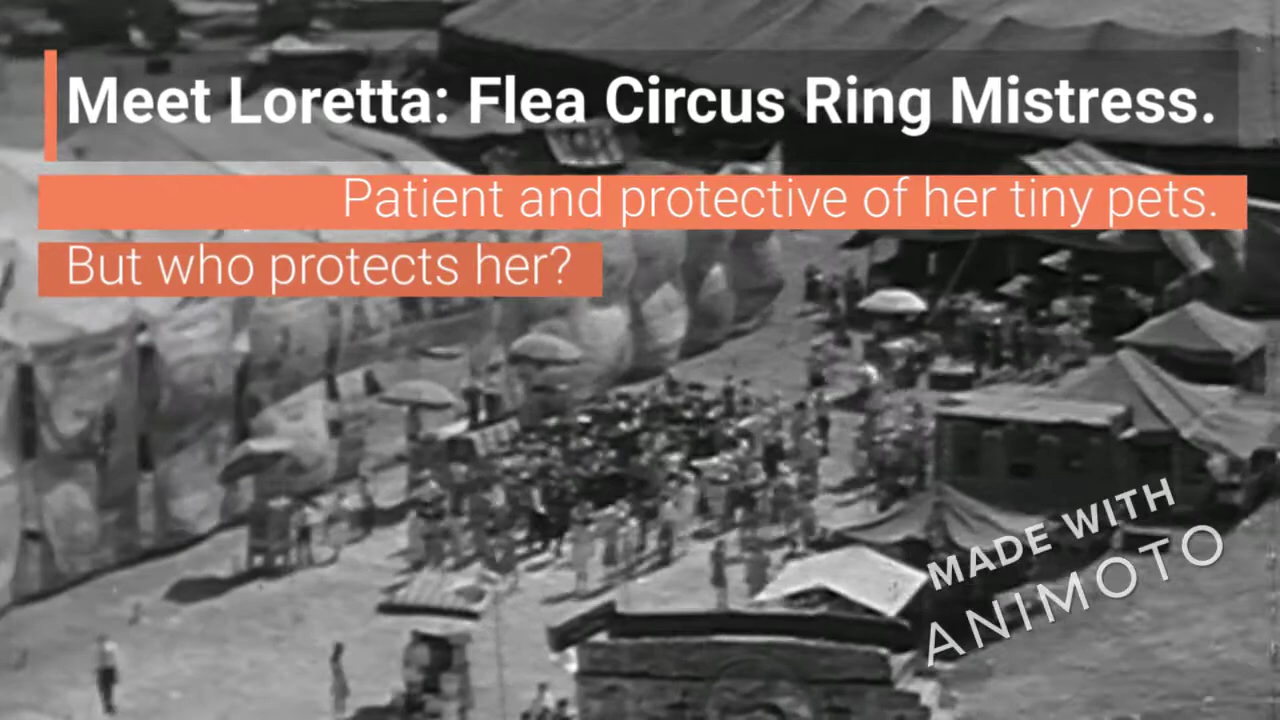 Meet Loretta: Flea Circus Ring Mistress.
Patient and protective of her tiny pets.
But who protects her?
MADE WITH
ANIMOTO